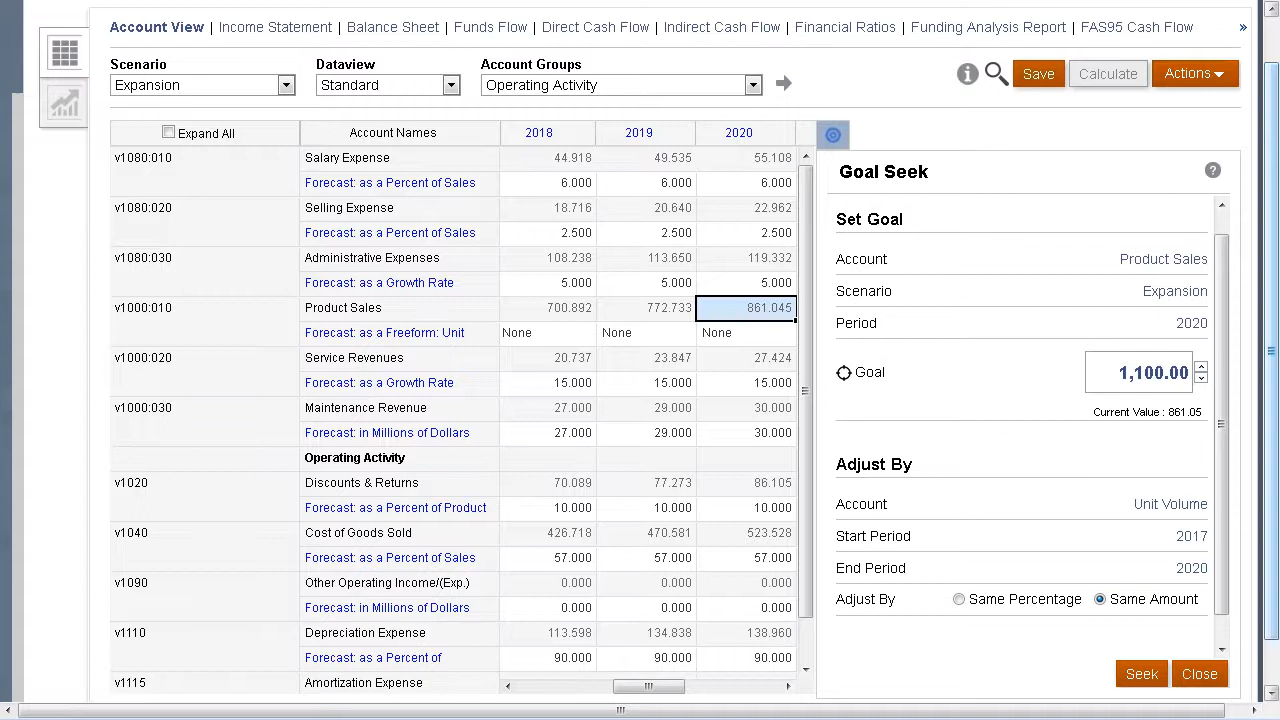 Account View | Income Statement | Balance Sheet | Funds Flow | Direct Cash Flow | Indirect Cash Flow | Financial Ratios | Funding Analysis Report | FAS95 Cash Flow »
Scenario Dataview Account Groups
Expansion Standard Operating Activity Save Calculate Actions
Expand All Account Names 2018 2019 2020
v1080:010 Salary Expense 44.918 49.535 55.108
Forecast: as a Percent of Sales 6.000 6.000 6.000
v1080:020 Selling Expense 18.716 20.640 22.962
Forecast: as a Percent of Sales 2.500 2.500 2.500
v1080:030 Administrative Expenses 108.238 113.650 119.332
Forecast: as a Growth Rate 5.000 5.000 5.000
v1000:010 Product Sales 700.892 772.733 861.045
Forecast: as a Freeform: Unit None None None
v1000:020 Service Revenues 20.737 23.847 27.424
Forecast: as a Growth Rate 15.000 15.000 15.000
v1000:030 Maintenance Revenue 27.000 29.000 30.000
Forecast: in Millions of Dollars 27.000 29.000 30.000
Operating Activity
v1020 Discounts & Returns 70.089 77.273 86.105
Forecast: as a Percent of Product 10.000 10.000 10.000
v1040 Cost of Goods Sold 426.718 470.581 523.528
Forecast: as a Percent of Sales 57.000 57.000 57.000
v1090 Other Operating Income/(Exp.) 0.000 0.000 0.000
Forecast: in Millions of Dollars 0.000 0.000 0.000
v1110 Depreciation Expense 113.598 134.838 138.960
Forecast: as a Percent of 90.000 90.000 90.000
v1115 Amortization Expense
Goal Seek ?
Set Goal
Account Product Sales
Scenario Expansion
Period 2020
Goal 1,100.00
Current Value : 861.05
Adjust By
Account Unit Volume
Start Period 2017
End Period 2020
Adjust By Same Percentage Same Amount
Seek Close